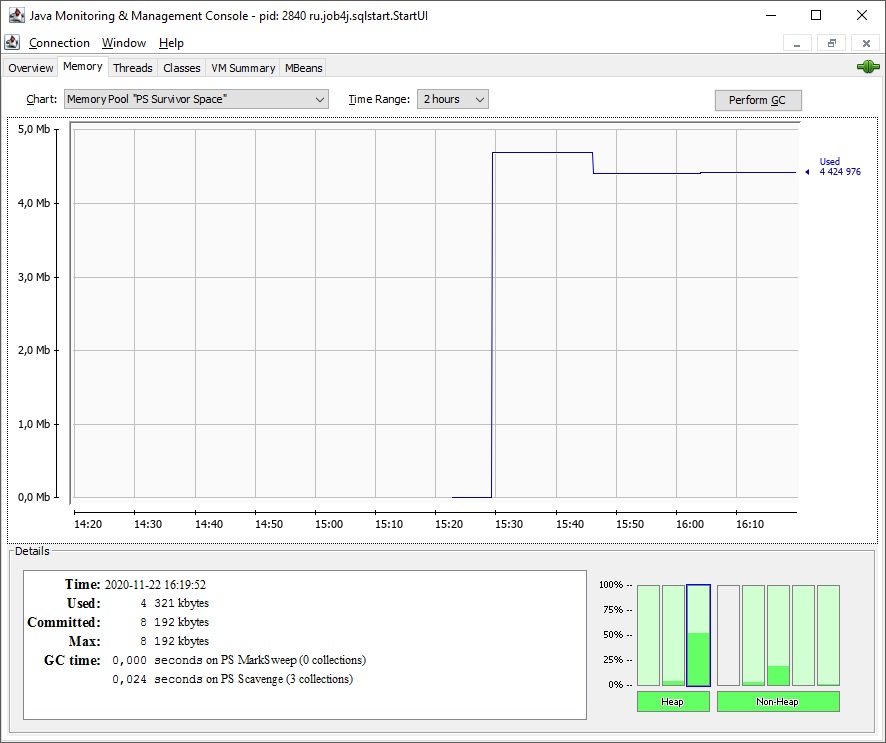 Java Monitoring & Management Console - pid: 2840 ru.job4j.sqlstart.StartUI
Connection Window Help
Overview Memory Threads Classes VM Summary MBeans
Chart: Memory Pool "PS Survivor Space" Time Range: 2 hours Perform GC
5,0 Mb
4,0 Mb
3,0 Mb
2,0 Mb
1,0 Mb
0,0 Mb
Used
4 424 976
14:20 14:30 14:40 14:50 15:00 15:10 15:20 15:30 15:40 15:50 16:00 16:10
Details
Time: 2020-11-22 16:19:52
Used: 4 321 kbytes
Committed: 8 192 kbytes
Max: 8 192 kbytes
GC time: 0,000 seconds on PS MarkSweep (0 collections)
0,024 seconds on PS Scavenge (3 collections)
100% --
75% --
50% --
25% --
0% --
Heap Non-Heap